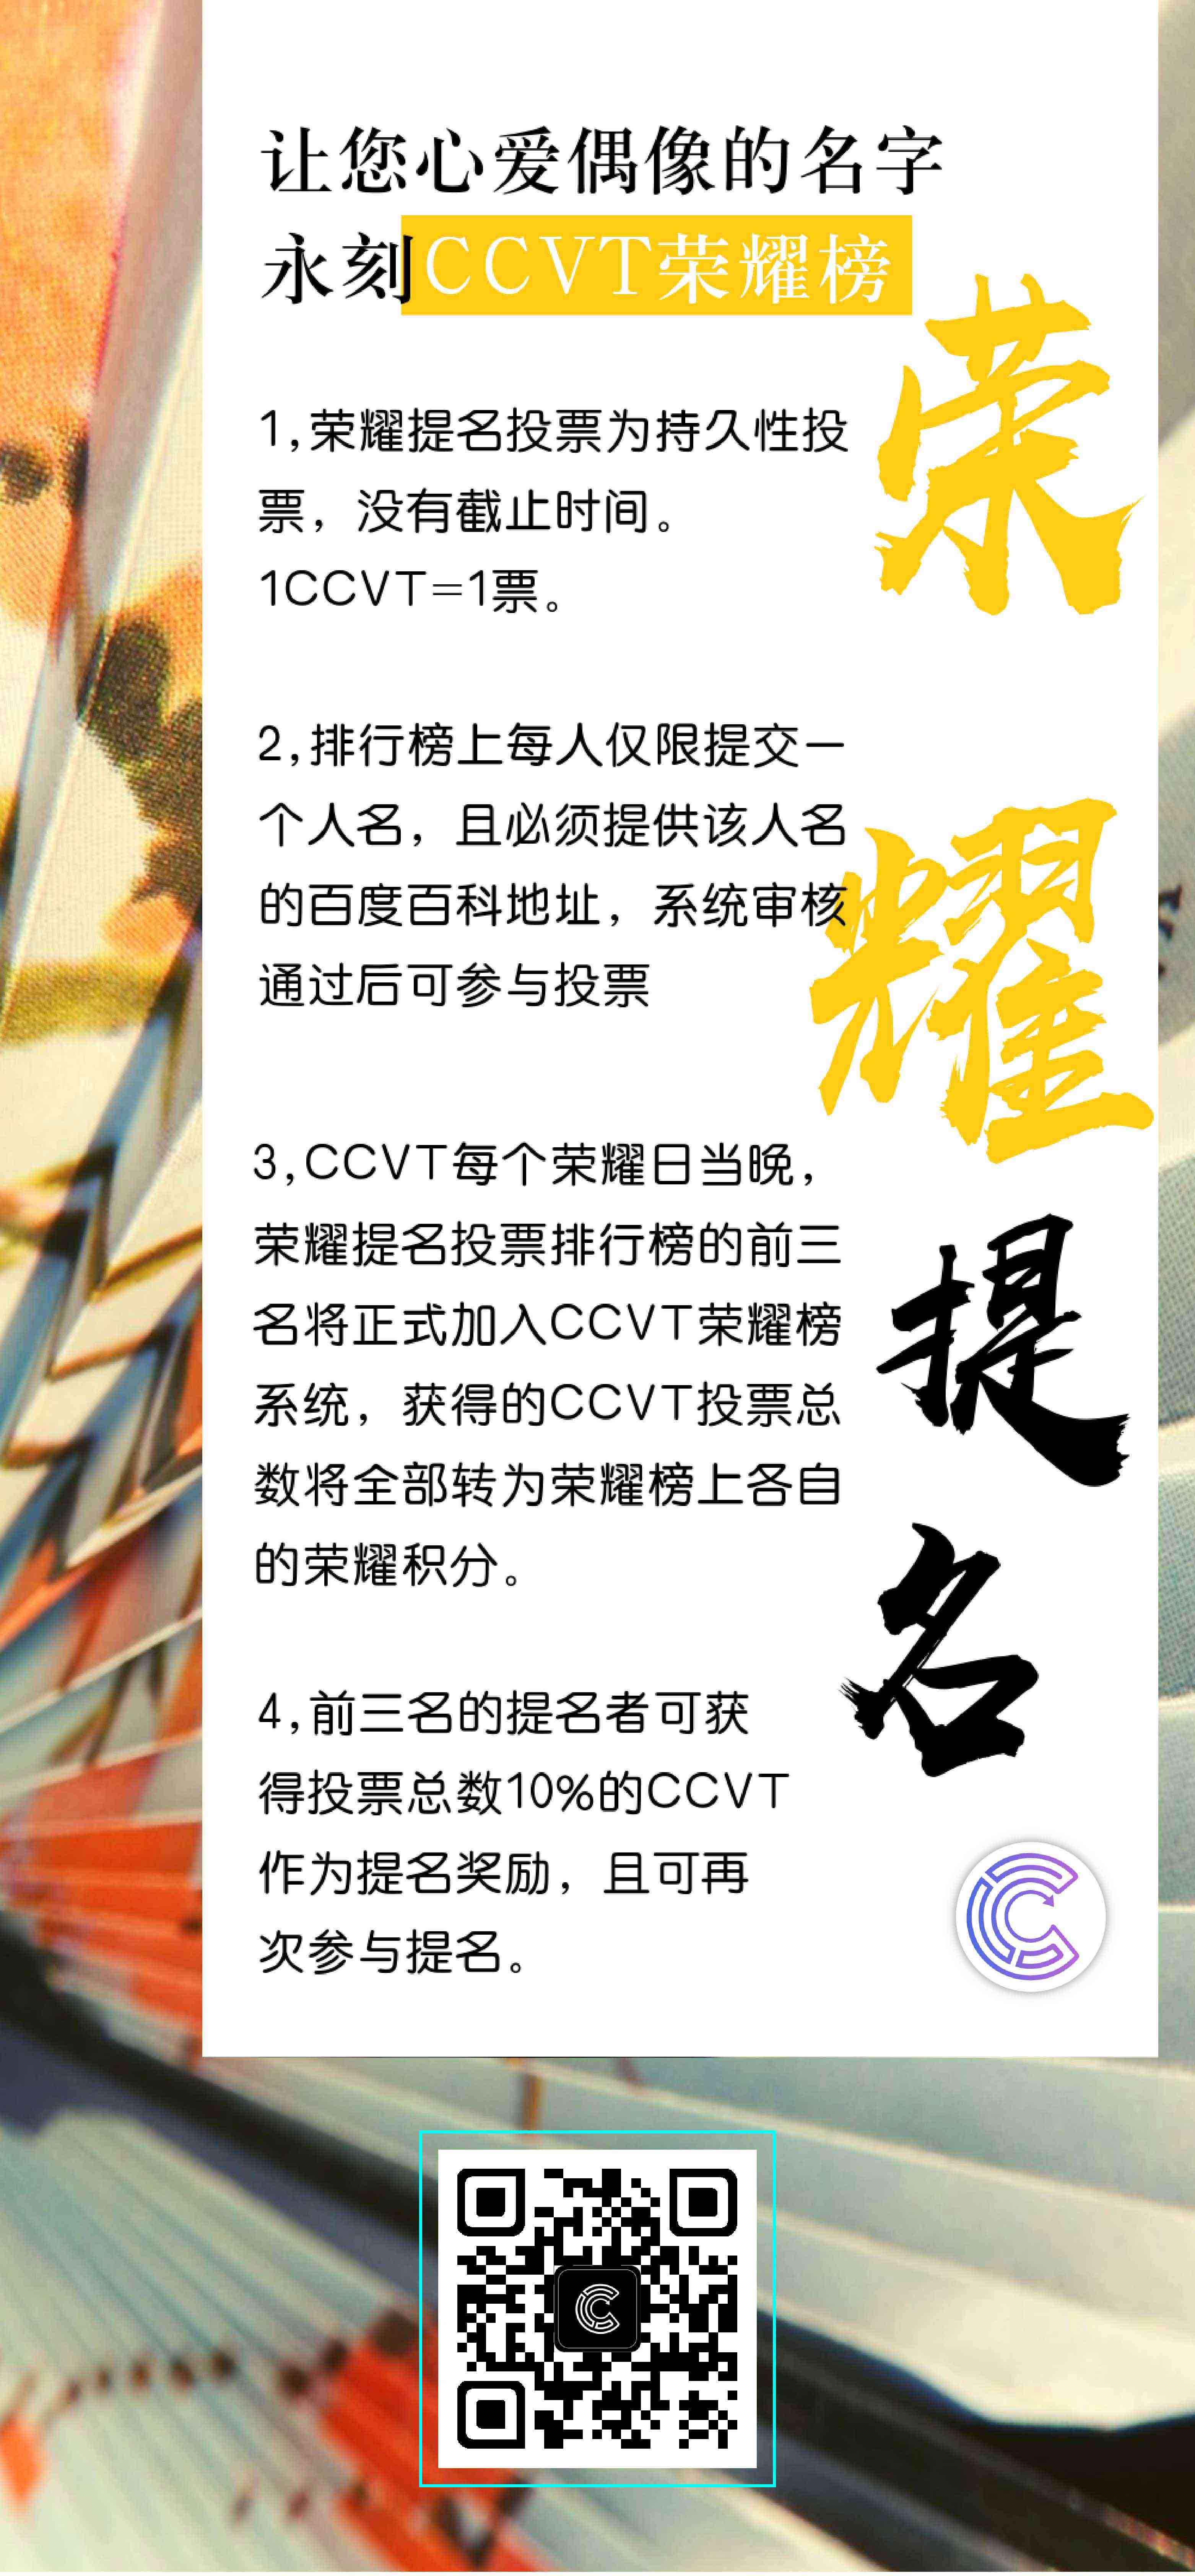 让您心爱偶像的名字
永刻CCVT荣耀榜
荣
耀
提
名
1,荣耀提名投票为持久性投
票，没有截止时间。
1CCVT=1票。
2,排行榜上每人仅限提交一
个人名，且必须提供该人名
的百度百科地址，系统审核
通过后可参与投票
3,CCVT每个荣耀日当晚，
荣耀提名投票排行榜的前三
名将正式加入CCVT荣耀榜
系统，获得的CCVT投票总
数将全部转为荣耀榜上各自
的荣耀积分。
4,前三名的提名者可获
得投票总数10%的CCVT
作为提名奖励，且可再
次参与提名。